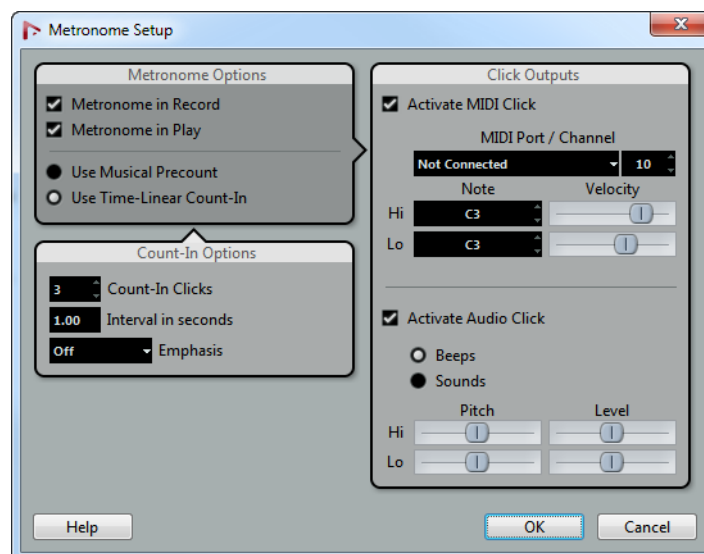 Metronome Setup
Metronome Options
Metronome in Record
Metronome in Play
Use Musical Precount
Use Time-Linear Count-In
Count-In Options
3 Count-In Clicks
1.00 Interval in seconds
Off Emphasis
Click Outputs
Activate MIDI Click
MIDI Port / Channel
Not Connected 10
Note Velocity
Hi C3
Lo C3
Activate Audio Click
Beeps
Sounds
Pitch Level
Hi
Lo
Help OK Cancel